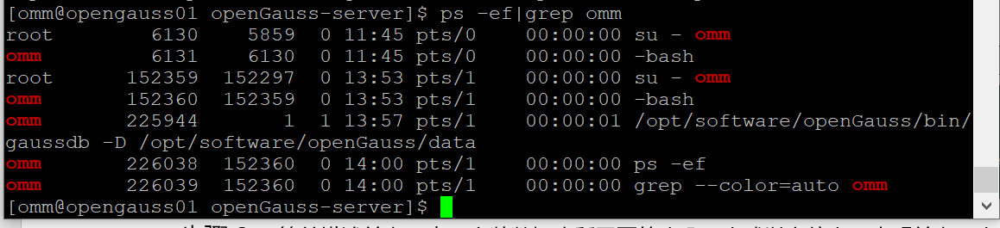 [omm@opengauss01 openGauss-server]$ ps -ef|grep omm
root 6130 5859 0 11:45 pts/0 00:00:00 su - omm
omm 6131 6130 0 11:45 pts/0 00:00:00 -bash
root 152359 152297 0 13:53 pts/1 00:00:00 su - omm
omm 152360 152359 0 13:53 pts/1 00:00:00 -bash
omm 225944 1 1 13:57 pts/1 00:00:01 /opt/software/openGauss/bin/
gaussdb -D /opt/software/openGauss/data
omm 226038 152360 0 14:00 pts/1 00:00:00 ps -ef
omm 226039 152360 0 14:00 pts/1 00:00:00 grep --color=auto omm
[omm@opengauss01 openGauss-server]$